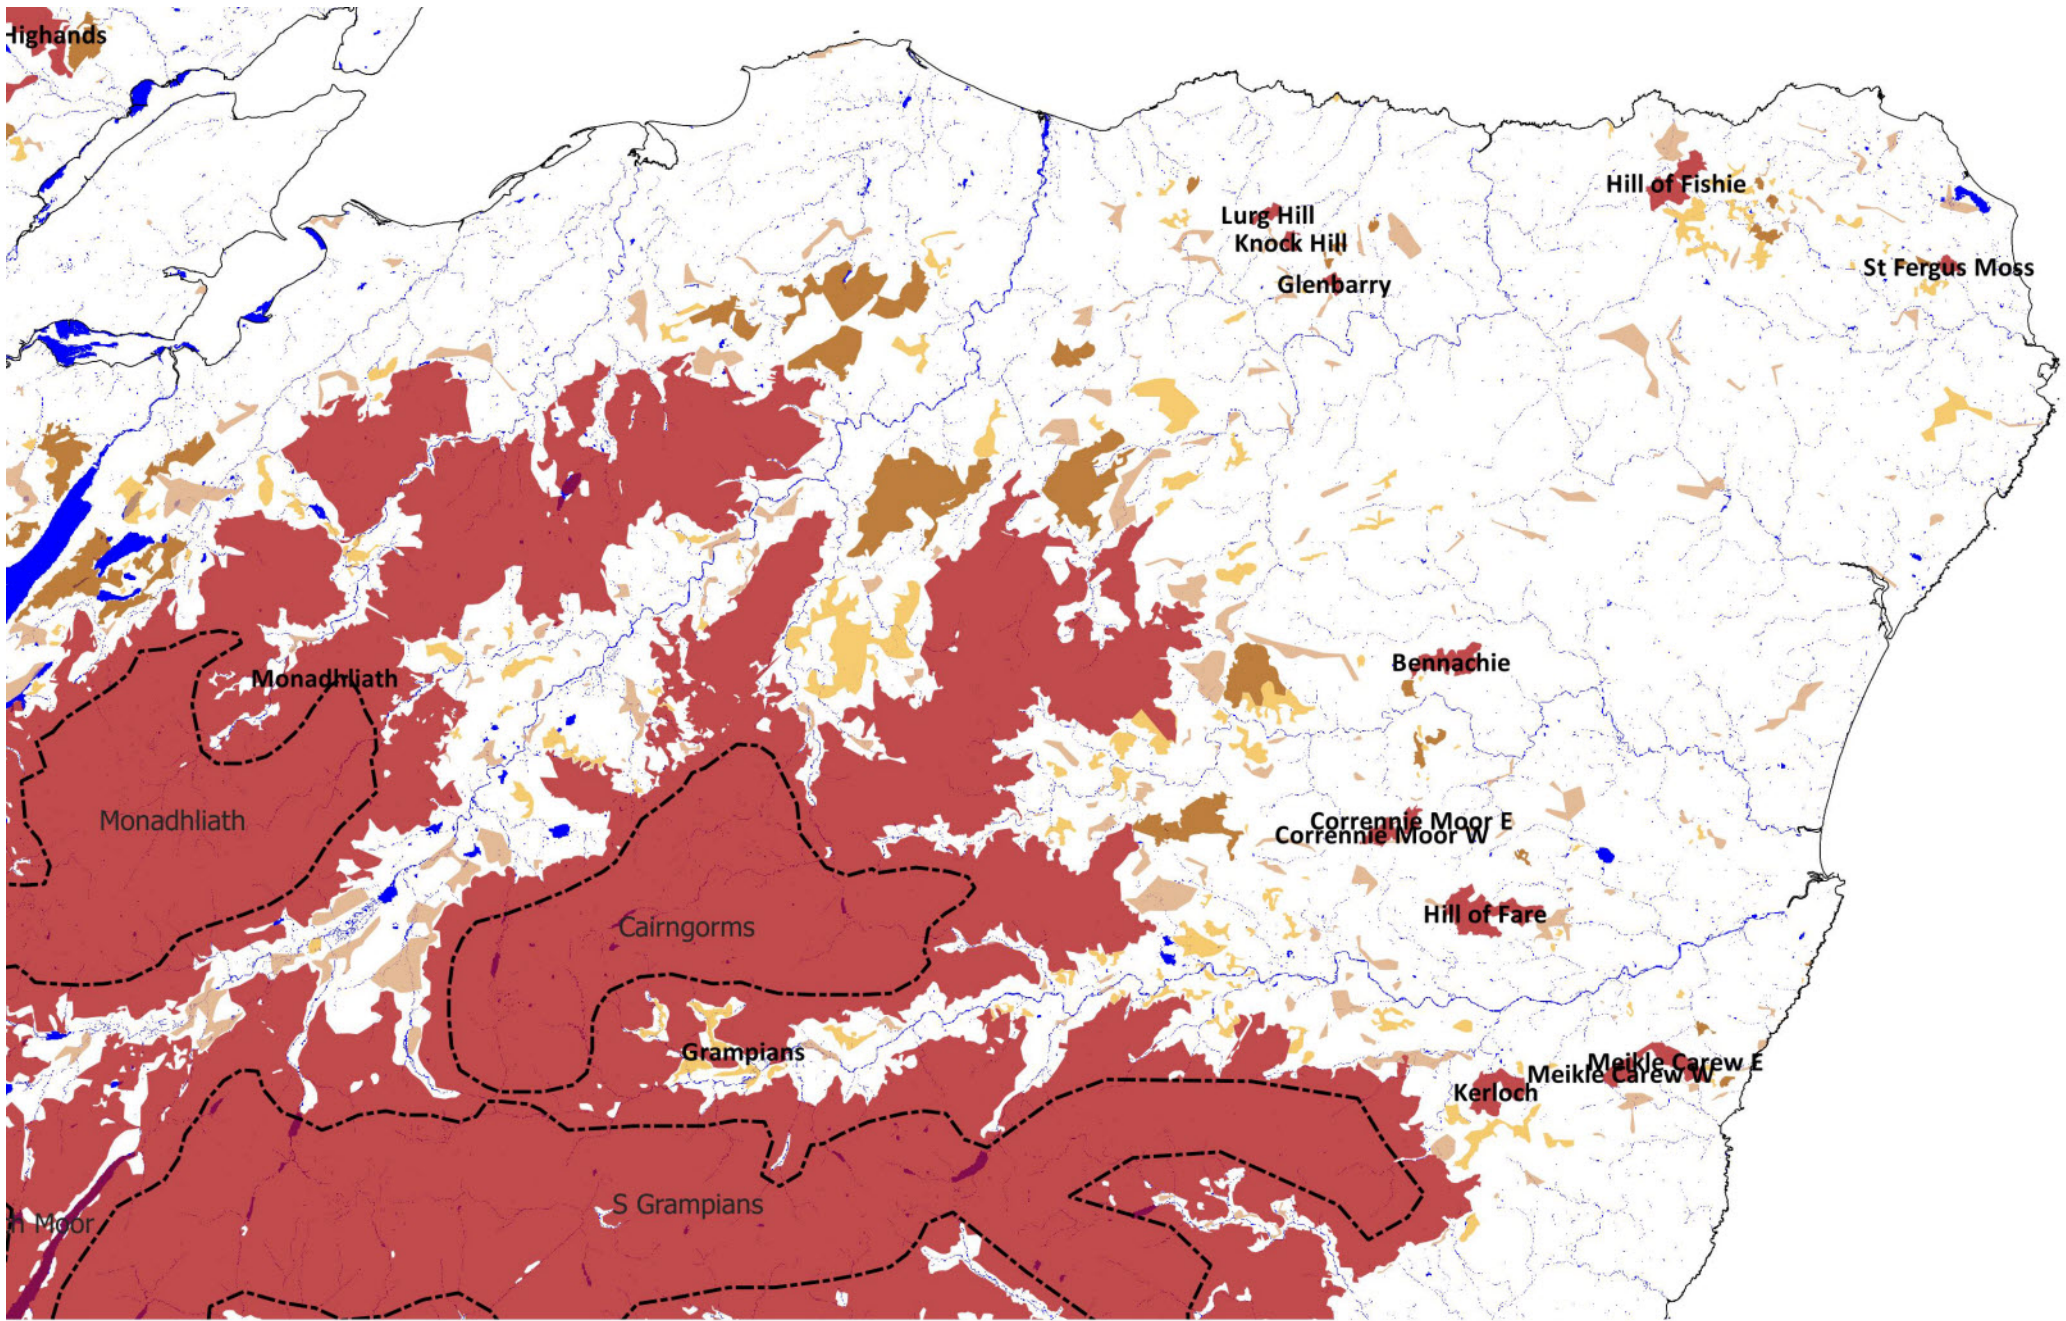 Highands
Hill of Fishie
Lurg Hill
Knock Hill
St Fergus Moss
Glenbarry
Bennachie
Monadhliath
Monadhliath
Corrennie Moor E
Corrennie Moor W
Hill of Fare
Cairngorms
Grampians
Meikle Carew E
Meikle Carew W
Kerloch
S Grampians
Moor